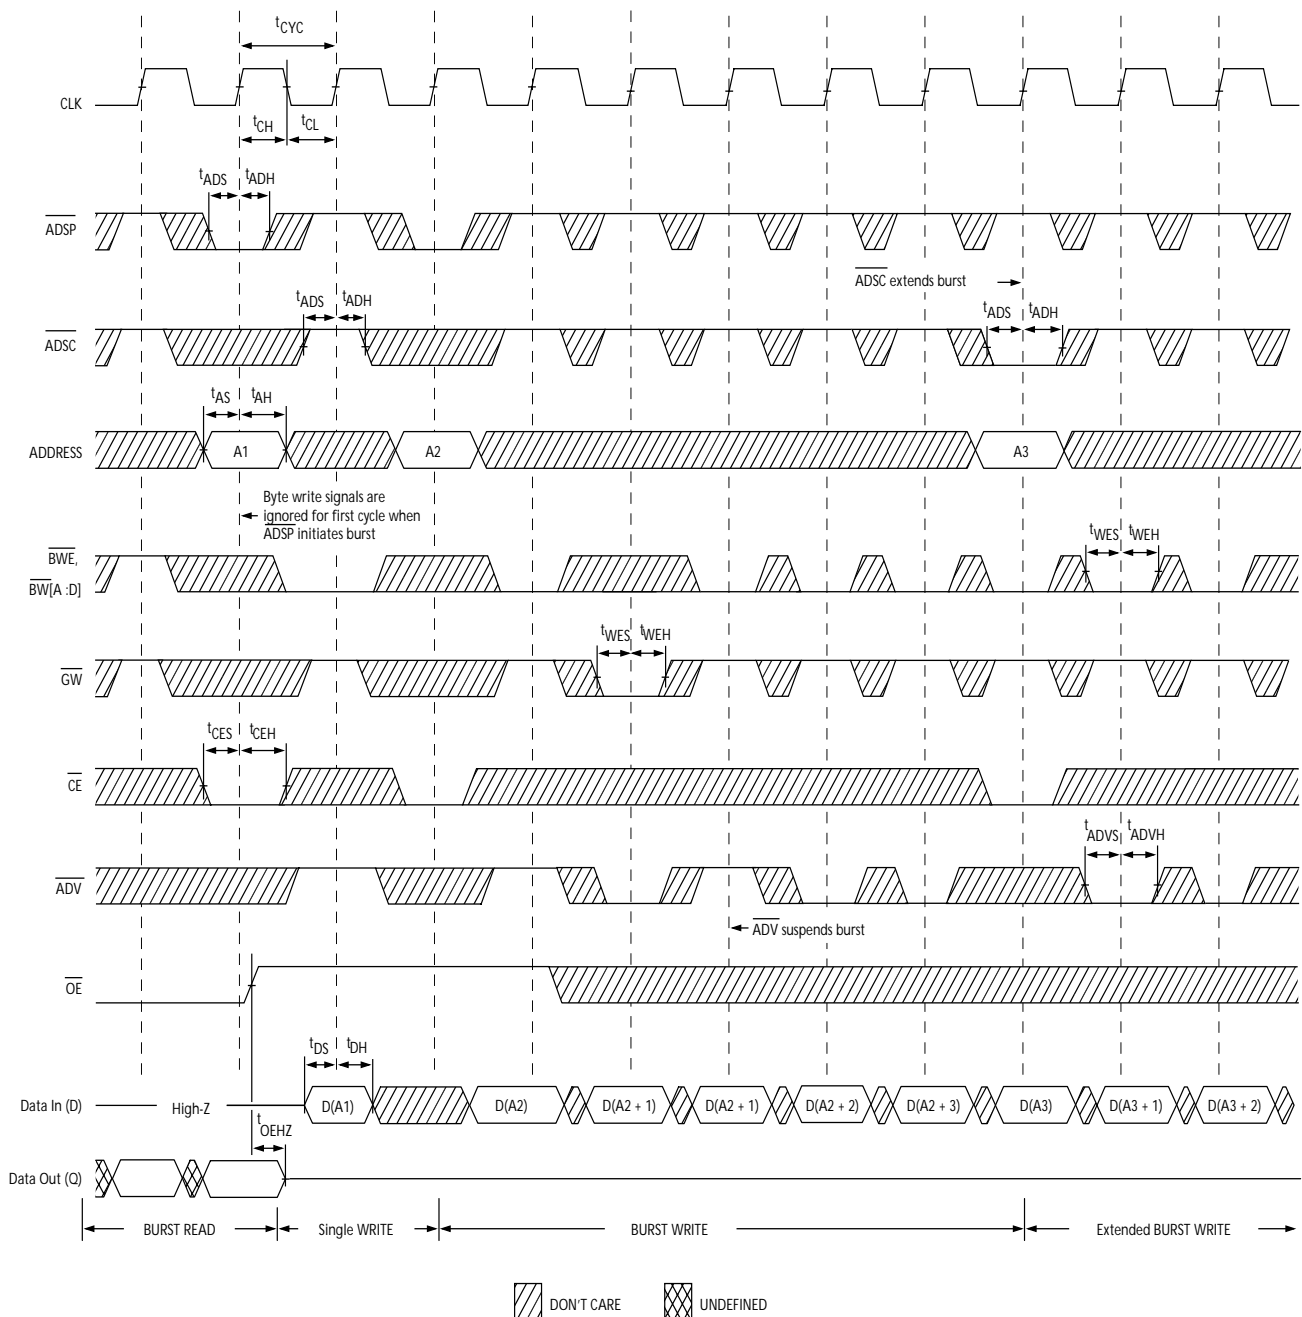 tCYC
CLK
tCH
tCL
tADS
tADH
ADSP
ADSC extends burst
tADS
tADH
tADS
tADH
ADSC
tAS
tAH
ADDRESS
A1
A2
A3
Byte write signals are
ignored for first cycle when
ADSP initiates burst
tWES
tWEH
BWE,
BW[A :D]
tWES
tWEH
GW
tCES
tCEH
CE
tADVS
tADVH
ADV
ADV suspends burst
OE
tDS
tDH
Data In (D)
High-Z
D(A1)
D(A2)
D(A2 + 1)
D(A2 + 1)
D(A2 + 2)
D(A2 + 3)
D(A3)
D(A3 + 1)
D(A3 + 2)
tOEHZ
Data Out (Q)
BURST READ
Single WRITE
BURST WRITE
Extended BURST WRITE
DON'T CARE
UNDEFINED